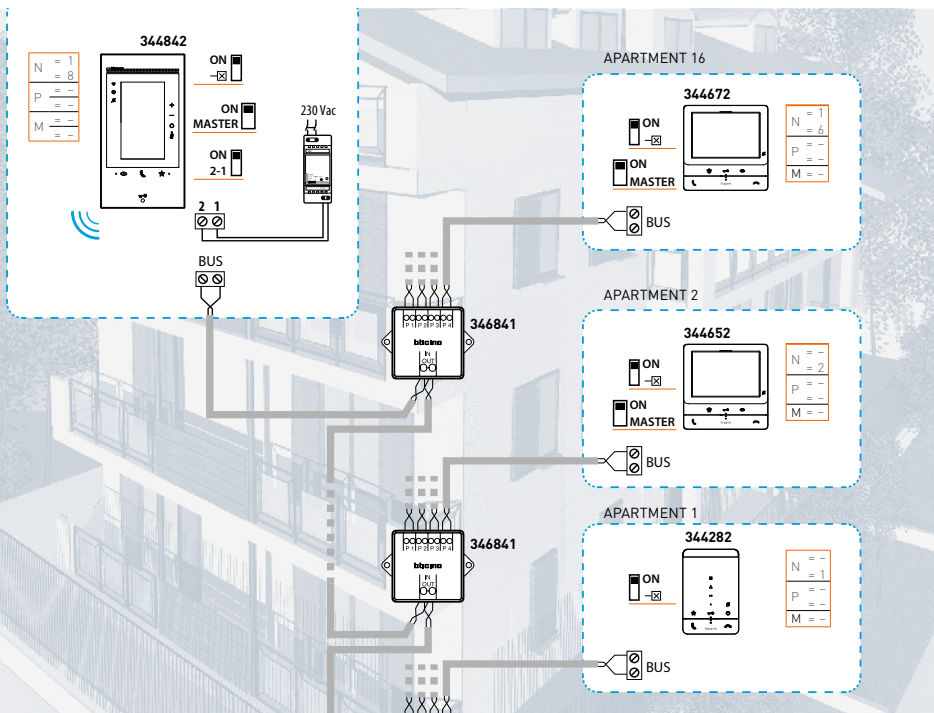 344842
N = 1
= 8
P = –
= –
M = –
= –
ON
ON
MASTER
ON
2-1
230 Vac
2 1
BUS
APARTMENT 16
344672
ON
ON
MASTER
N = 1
= 6
P = –
= –
M = –
BUS
346841
P1 P2 P3 P4
bticino
IN
OUT
APARTMENT 2
344652
ON
ON
MASTER
N = –
= 2
P = –
= –
M = –
BUS
346841
P1 P2 P3 P4
bticino
IN
OUT
APARTMENT 1
344282
ON
N = –
= 1
P = –
= –
M = –
BUS